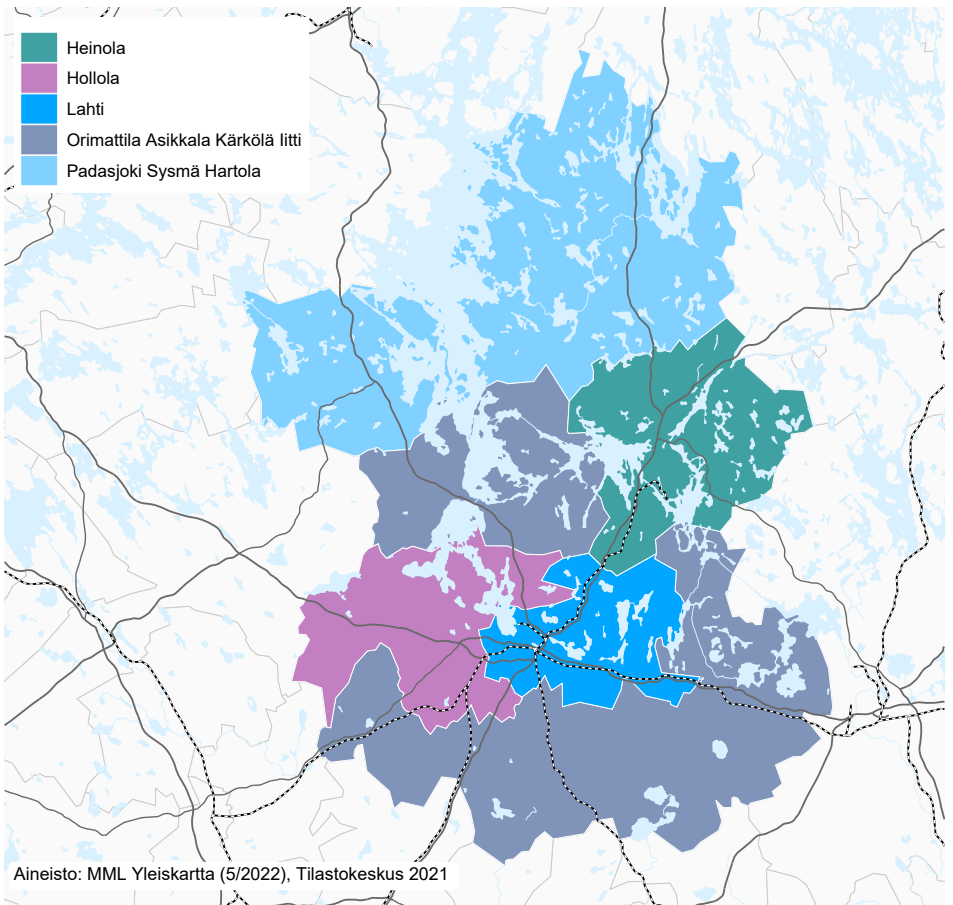 Heinola
Hollola
Lahti
Orimattila Asikkala Kärkölä Iitti
Padasjoki Sysmä Hartola
Aineisto: MML Yleiskartta (5/2022), Tilastokeskus 2021